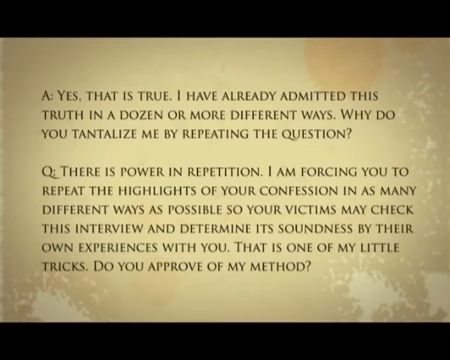 A: YES, THAT IS TRUE. I HAVE ALREADY ADMITTED THIS
TRUTH IN A DOZEN OR MORE DIFFERENT WAYS. WHY DO
YOU TANTALIZE ME BY REPEATING THE QUESTION?
Q: THERE IS POWER IN REPETITION. I AM FORCING YOU TO
REPEAT THE HIGHLIGHTS OF YOUR CONFESSION IN AS MANY
DIFFERENT WAYS AS POSSIBLE SO YOUR VICTIMS MAY CHECK
THIS INTERVIEW AND DETERMINE ITS SOUNDNESS BY THEIR
OWN EXPERIENCES WITH YOU. THAT IS ONE OF MY LITTLE
TRICKS. DO YOU APPROVE OF MY METHOD?